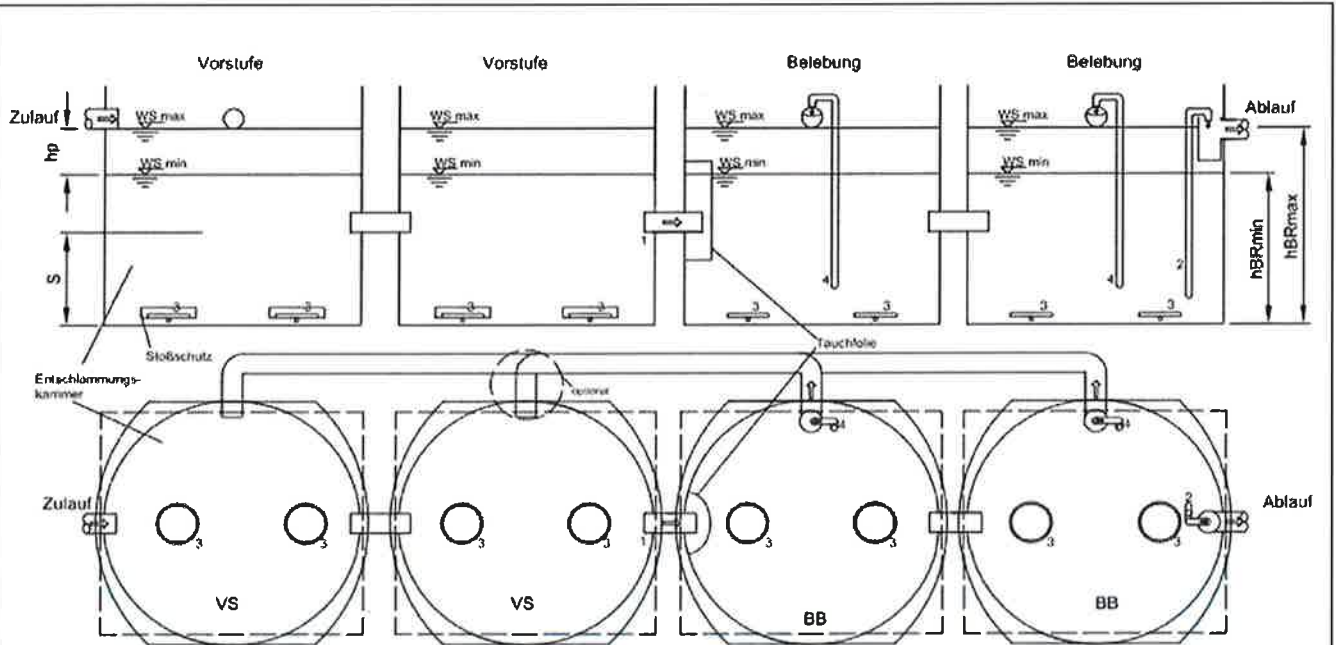 Vorstufe
Vorstufe
Belebung
Belebung
Zulauf
WS max
WS max
WS max
WS max
Ablauf
hp
WS min
WS min
WS min
WS min
1
S
4
4
2
hBRmin
hBRmax
3
3
3
3
3
3
3
3
Stoßschutz
Tauchfolie
Entschlammungs-
kammer
optional
4
4
Zulauf
2
Ablauf
3
3
3
3
1
3
3
3
3
VS
VS
BB
BB